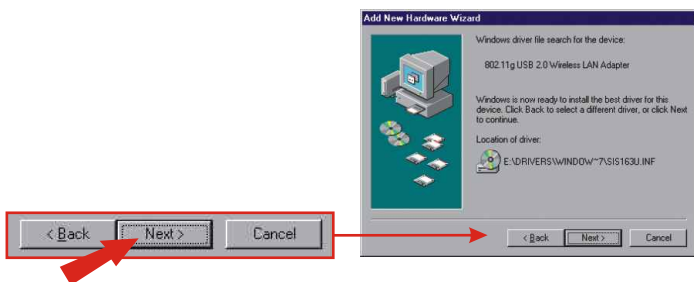 Add New Hardware Wizard
Windows driver file search for the device:
802.11g USB 2.0 Wireless LAN Adapter
Windows is now ready to install the best driver for this
device. Click Back to select a different driver, or click Next
to continue.
Location of driver:
E:\DRIVERS\WINDOW~7\SIS163U.INF
< Back Next > Cancel
< Back Next > Cancel